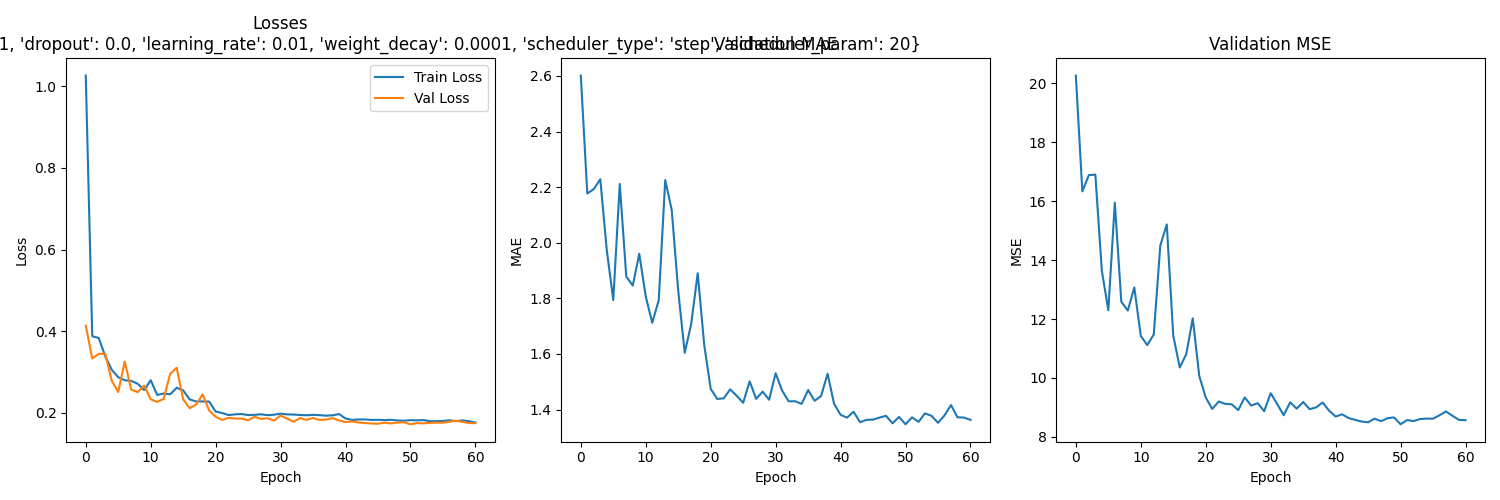 Losses
1, 'dropout': 0.0, 'learning_rate': 0.01, 'weight_decay': 0.0001, 'scheduler_type': 'step', 'scheduler_param': 20}
Validation MAE
Validation MSE
Train Loss
Val Loss
1.0
0.8
0.6
0.4
0.2
Loss
0 10 20 30 40 50 60
Epoch
2.6
2.4
2.2
2.0
1.8
1.6
1.4
MAE
0 10 20 30 40 50 60
Epoch
20
18
16
14
12
10
8
MSE
0 10 20 30 40 50 60
Epoch